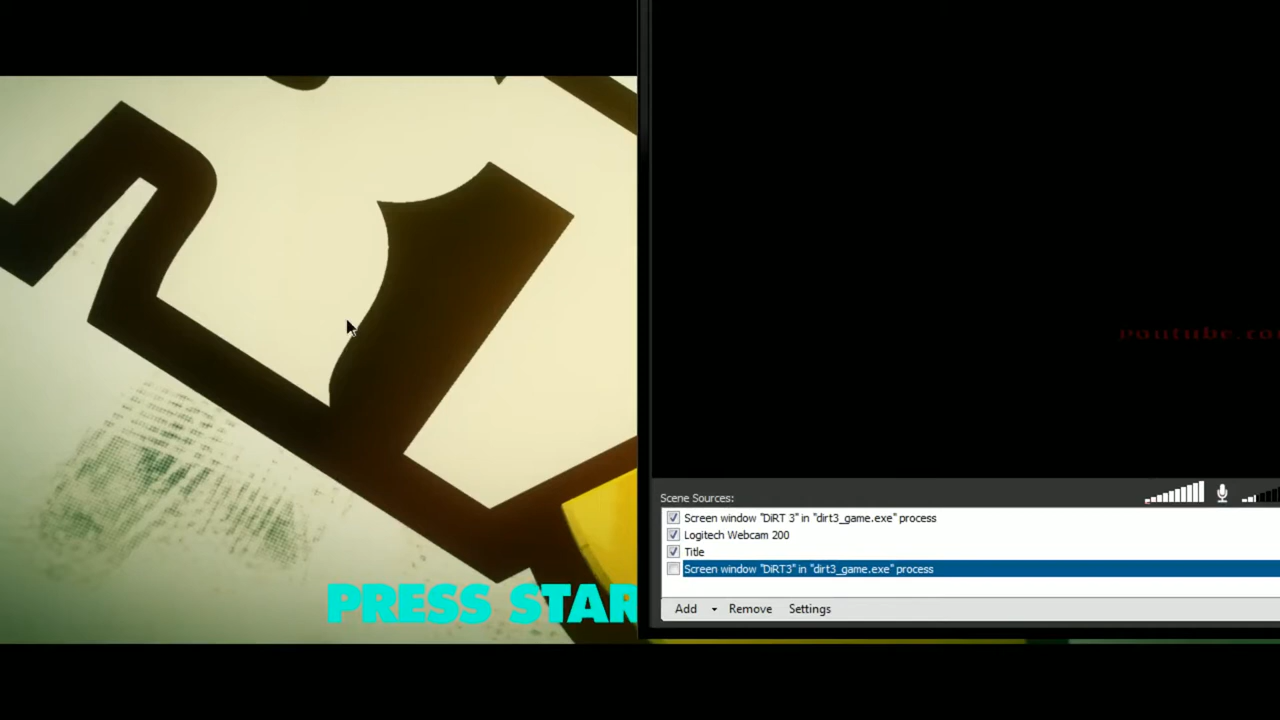 Scene Sources:
Screen window "DiRT 3" in "dirt3_game.exe" process
Logitech Webcam 200
Title
Screen window "DiRT3" in "dirt3_game.exe" process
PRESS STAR
Add Remove Settings